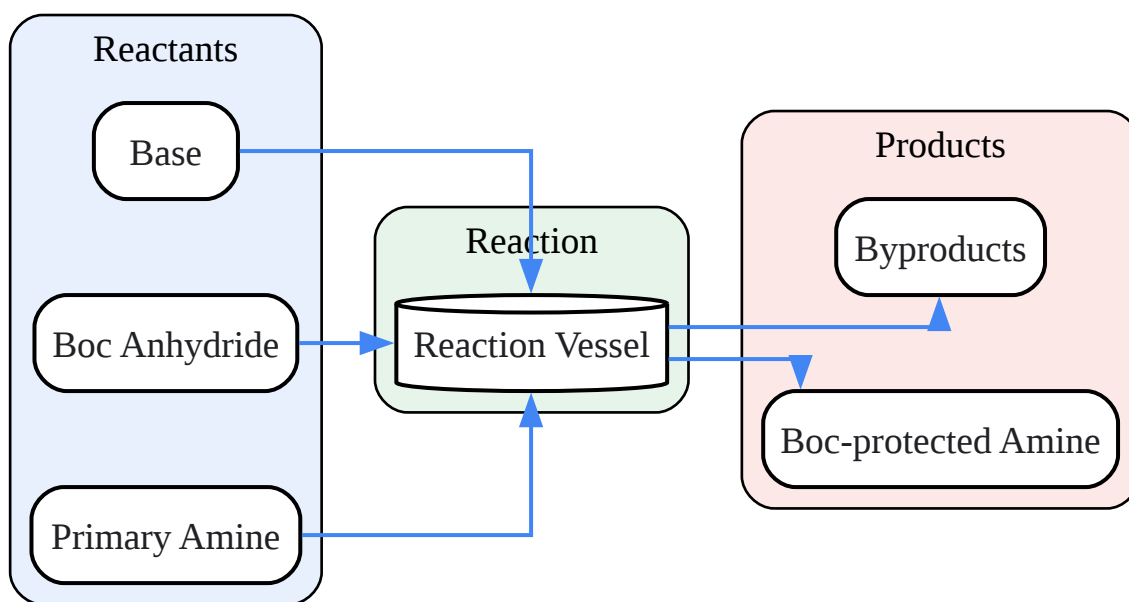 Reactants
Base
Boc Anhydride
Primary Amine
Reaction
Reaction Vessel
Products
Byproducts
Boc-protected Amine